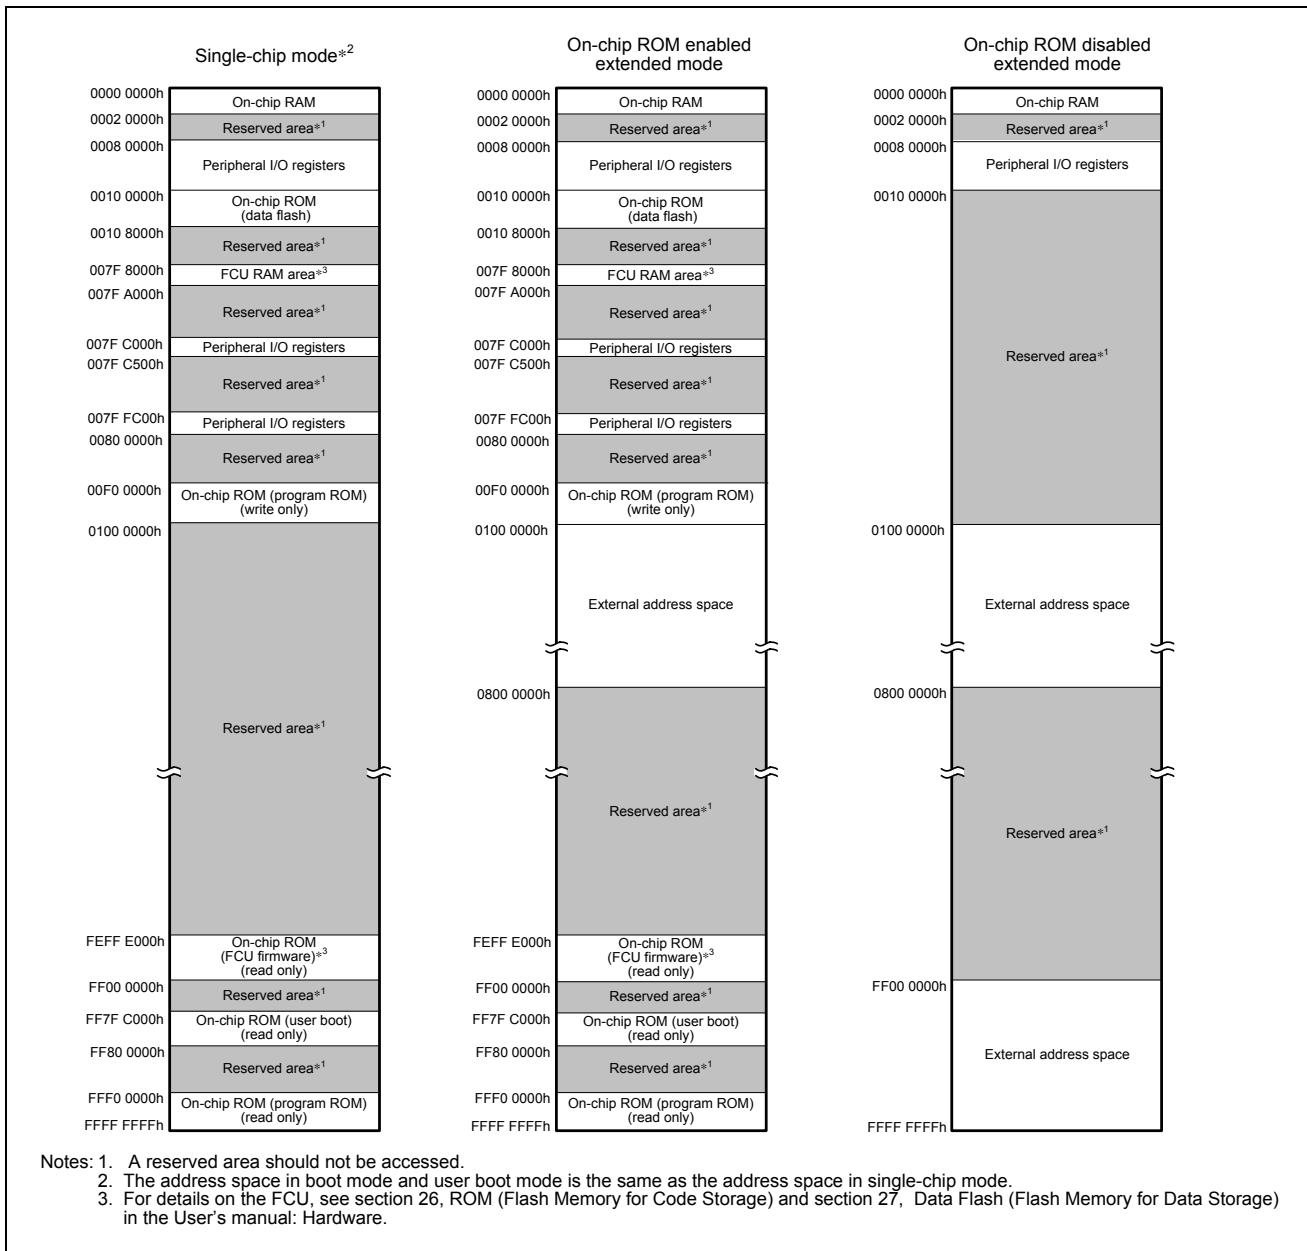 Single-chip mode*2
0000 0000h
On-chip RAM
0002 0000h
Reserved area*1
0008 0000h
Peripheral I/O registers
0010 0000h
On-chip ROM
(data flash)
0010 8000h
Reserved area*1
007F 8000h
FCU RAM area*3
007F A000h
Reserved area*1
007F C000h
Peripheral I/O registers
007F C500h
Reserved area*1
007F FC00h
Peripheral I/O registers
0080 0000h
Reserved area*1
00F0 0000h
On-chip ROM (program ROM)
(write only)
0100 0000h
Reserved area*1
FEFF E000h
On-chip ROM
(FCU firmware)*3
(read only)
FF00 0000h
Reserved area*1
FF7F C000h
On-chip ROM (user boot)
(read only)
FF80 0000h
Reserved area*1
FFF0 0000h
On-chip ROM (program ROM)
(read only)
FFFF FFFFh
On-chip ROM enabled
extended mode
0000 0000h
On-chip RAM
0002 0000h
Reserved area*1
0008 0000h
Peripheral I/O registers
0010 0000h
On-chip ROM
(data flash)
0010 8000h
Reserved area*1
007F 8000h
FCU RAM area*3
007F A000h
Reserved area*1
007F C000h
Peripheral I/O registers
007F C500h
Reserved area*1
007F FC00h
Peripheral I/O registers
0080 0000h
Reserved area*1
00F0 0000h
On-chip ROM (program ROM)
(write only)
0100 0000h
External address space
0800 0000h
Reserved area*1
FEFF E000h
On-chip ROM
(FCU firmware)*3
(read only)
FF00 0000h
Reserved area*1
FF7F C000h
On-chip ROM (user boot)
(read only)
FF80 0000h
Reserved area*1
FFF0 0000h
On-chip ROM (program ROM)
(read only)
FFFF FFFFh
On-chip ROM disabled
extended mode
0000 0000h
On-chip RAM
0002 0000h
Reserved area*1
0008 0000h
Peripheral I/O registers
0010 0000h
Reserved area*1
0100 0000h
External address space
0800 0000h
Reserved area*1
FF00 0000h
External address space
FFFF FFFFh
Notes: 1. A reserved area should not be accessed.
2. The address space in boot mode and user boot mode is the same as the address space in single-chip mode.
3. For details on the FCU, see section 26, ROM (Flash Memory for Code Storage) and section 27, Data Flash (Flash Memory for Data Storage)
in the User's manual: Hardware.